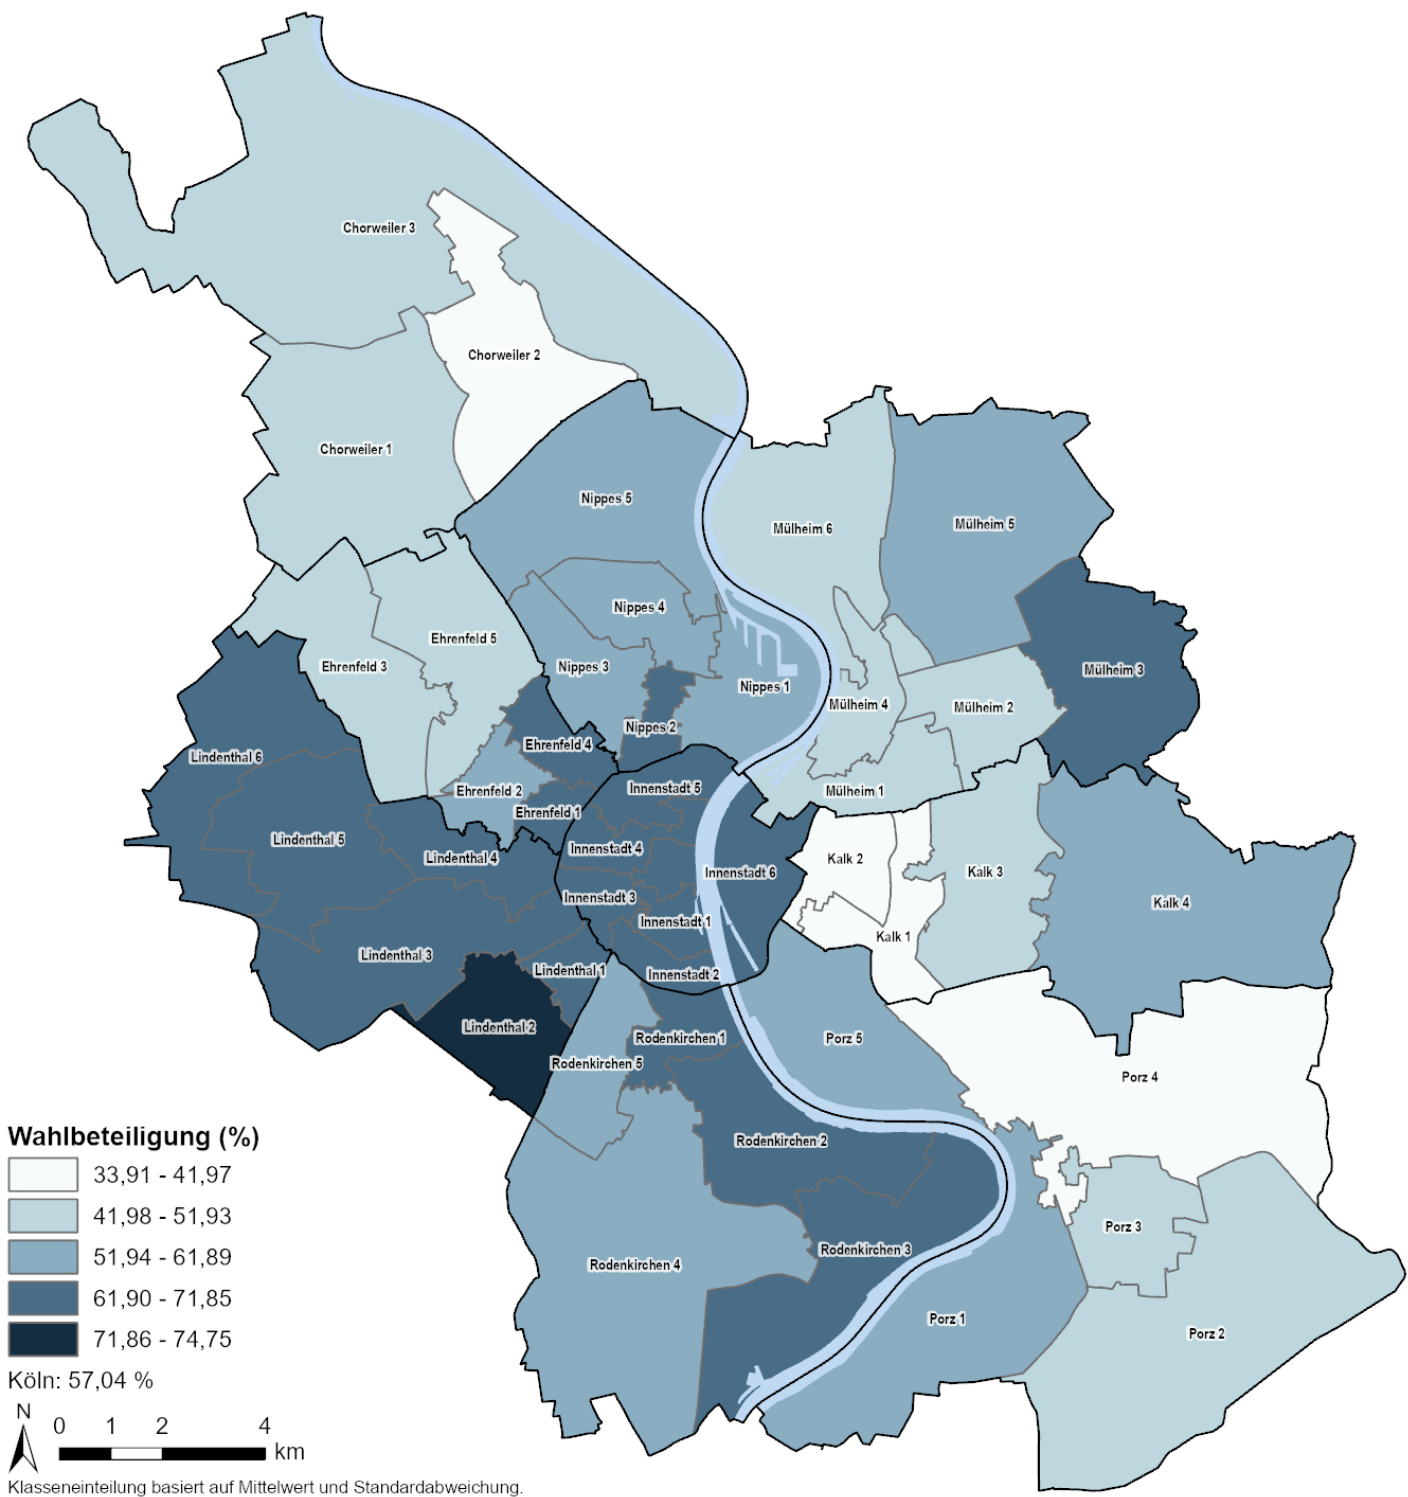 Chorweiler 3
Chorweiler 2
Chorweiler 1
Nippes 5
Mülheim 6
Mülheim 5
Nippes 4
Ehrenfeld 5
Ehrenfeld 3
Nippes 3
Mülheim 3
Nippes 1
Mülheim 4
Mülheim 2
Nippes 2
Ehrenfeld 4
Lindenthal 6
Innenstadt 5
Ehrenfeld 2
Mülheim 1
Ehrenfeld 1
Lindenthal 5
Innenstadt 4
Lindenthal 4
Kalk 2
Innenstadt 6
Kalk 3
Innenstadt 3
Kalk 4
Innenstadt 1
Kalk 1
Lindenthal 3
Lindenthal 1
Innenstadt 2
Lindenthal 2
Rodenkirchen 1
Porz 5
Rodenkirchen 5
Porz 4
Rodenkirchen 2
Porz 3
Rodenkirchen 3
Rodenkirchen 4
Porz 1
Porz 2
Wahlbeteiligung (%)
33,91 - 41,97
41,98 - 51,93
51,94 - 61,89
61,90 - 71,85
71,86 - 74,75
Köln: 57,04 %
N
0 1 2 4
km
Klasseneinteilung basiert auf Mittelwert und Standardabweichung.